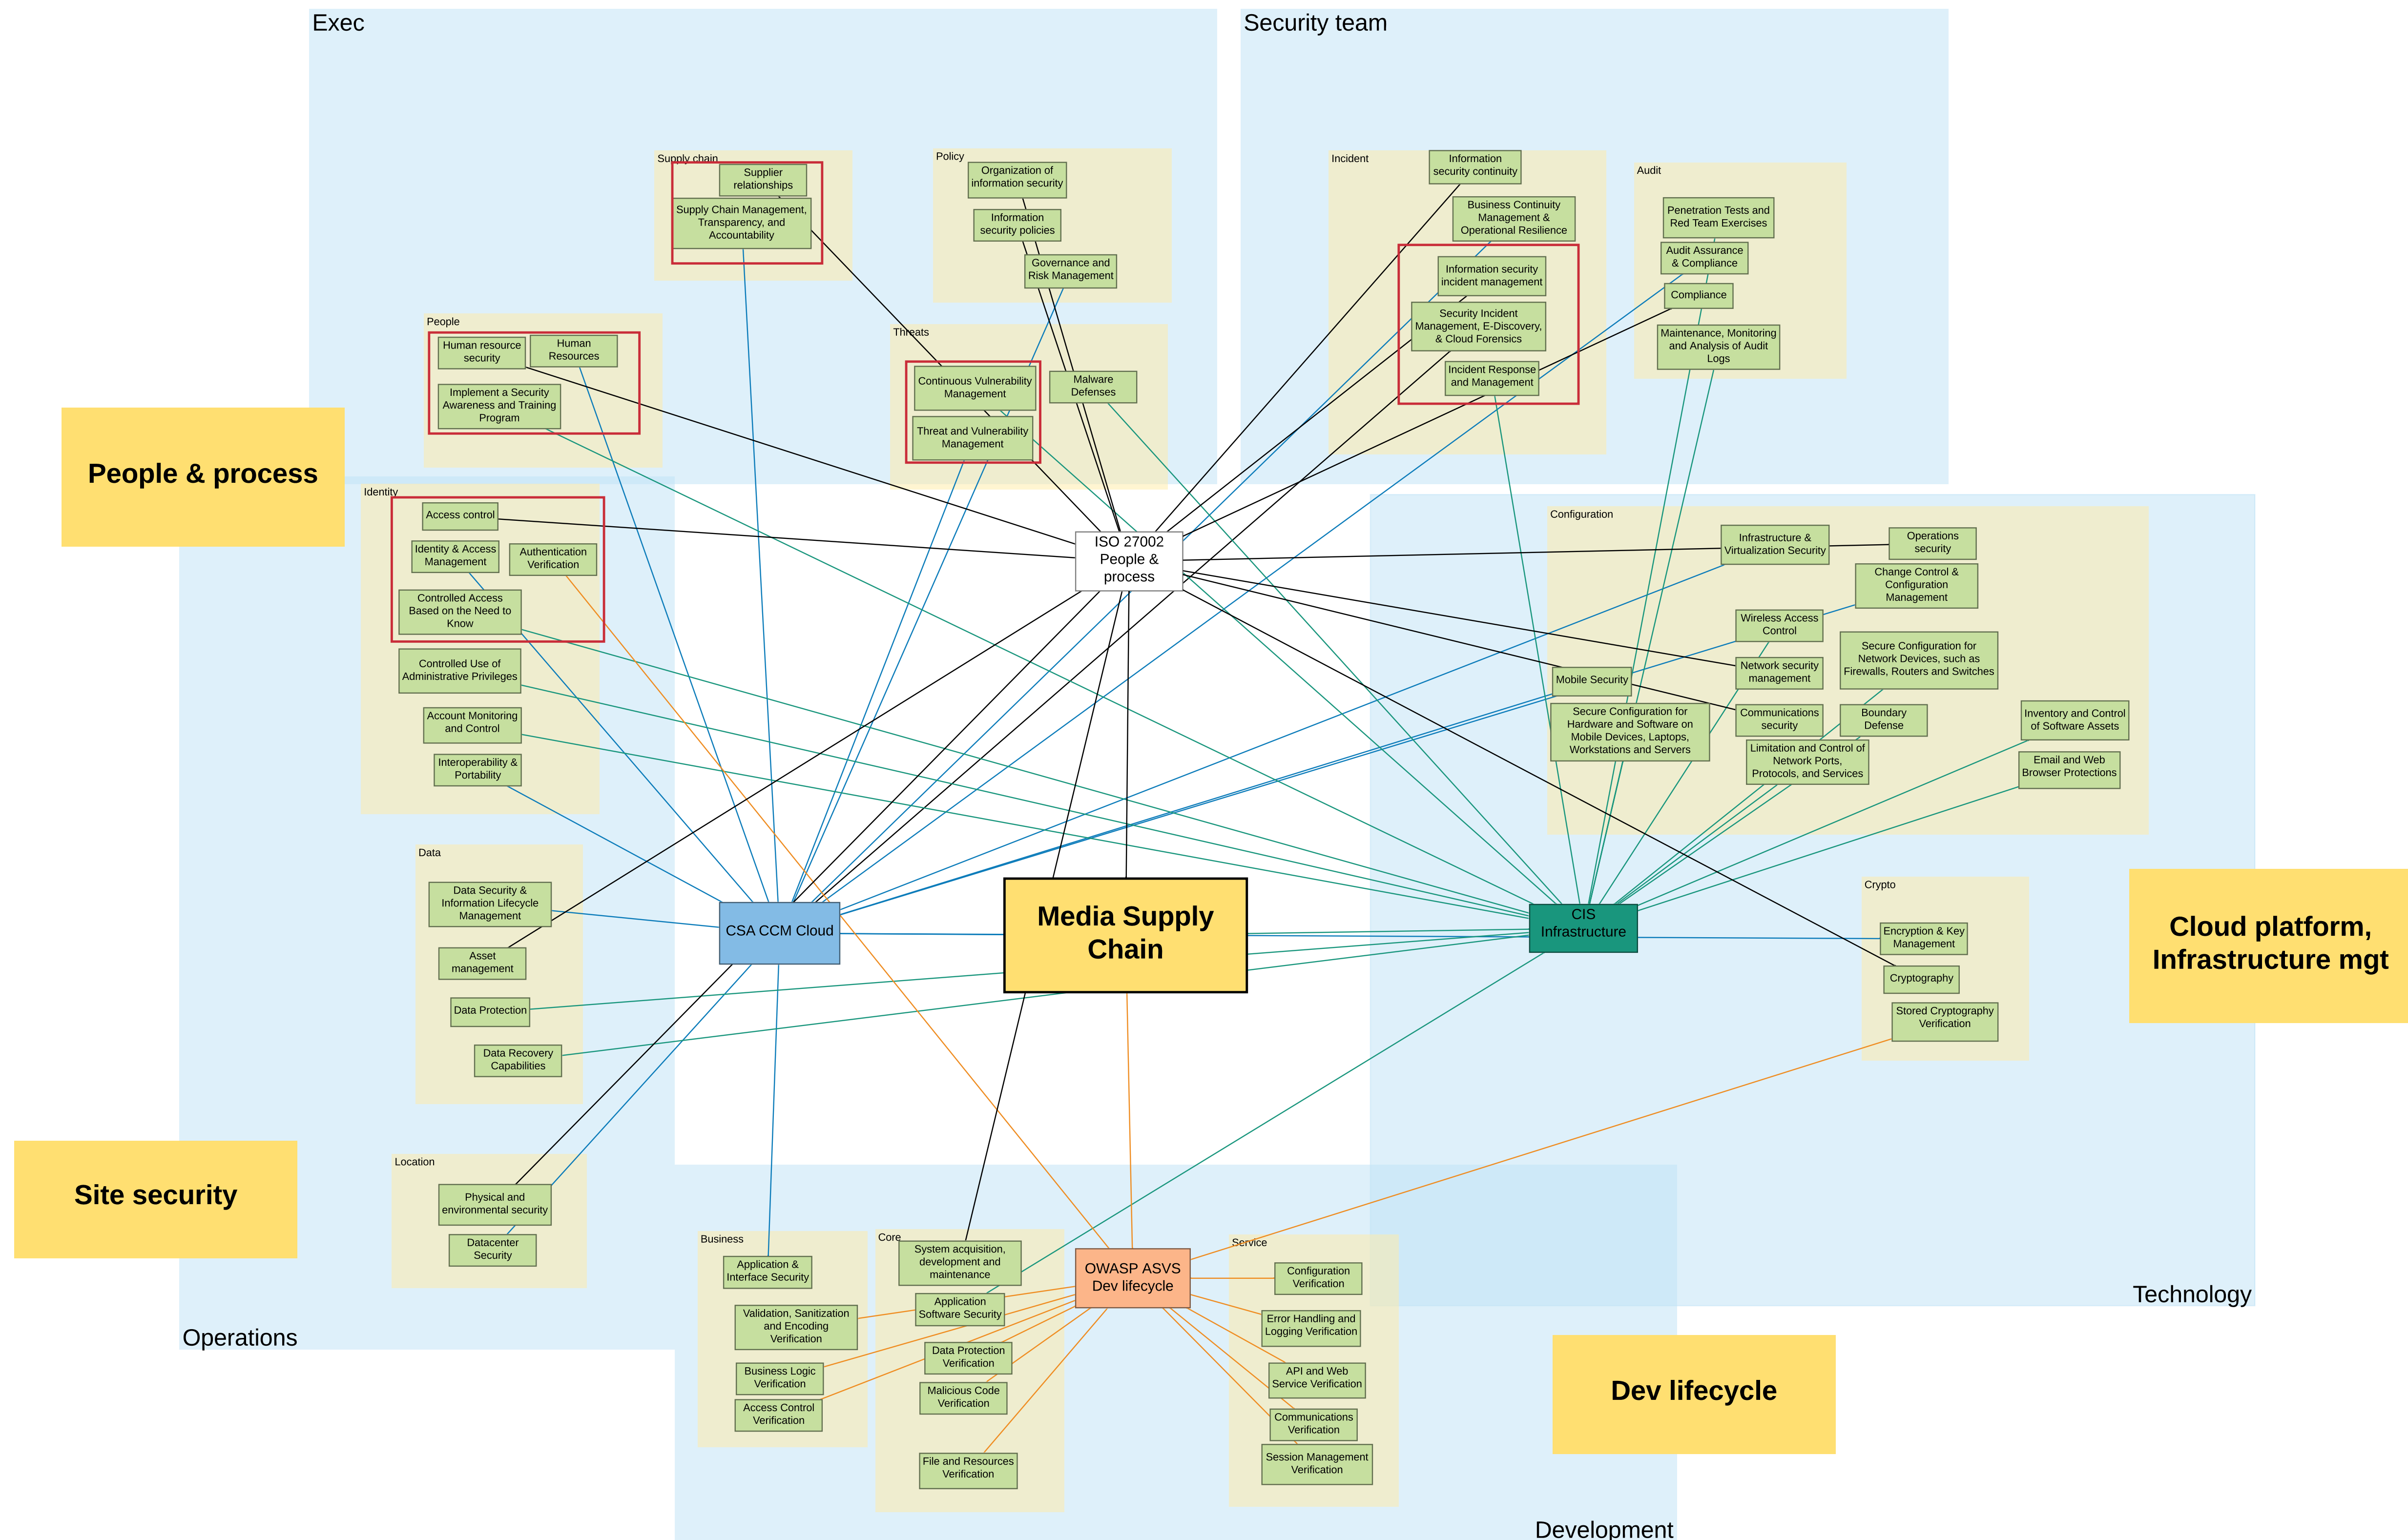 Exec
Security team
Supply chain
Supplier
relationships
Supply Chain Management,
Transparency, and
Accountability
Policy
Organization of
information security
Information
security policies
Governance and
Risk Management
Incident
Information
security continuity
Business Continuity
Management &
Operational Resilience
Information security
incident management
Security Incident
Management, E-Discovery,
& Cloud Forensics
Incident Response
and Management
Audit
Penetration Tests and
Red Team Exercises
Audit Assurance
& Compliance
Compliance
Maintenance, Monitoring
and Analysis of Audit
Logs
People
Human resource
security
Human
Resources
Implement a Security
Awareness and Training
Program
Threats
Continuous Vulnerability
Management
Malware
Defenses
Threat and Vulnerability
Management
People & process
Identity
Access control
Identity & Access
Management
Authentication
Verification
Controlled Access
Based on the Need to
Know
Controlled Use of
Administrative Privileges
Account Monitoring
and Control
Interoperability &
Portability
ISO 27002
People &
process
Configuration
Infrastructure &
Virtualization Security
Operations
security
Change Control &
Configuration
Management
Wireless Access
Control
Secure Configuration for
Network Devices, such as
Firewalls, Routers and Switches
Network security
management
Mobile Security
Secure Configuration for
Hardware and Software on
Mobile Devices, Laptops,
Workstations and Servers
Communications
security
Boundary
Defense
Limitation and Control of
Network Ports,
Protocols, and Services
Inventory and Control
of Software Assets
Email and Web
Browser Protections
Data
Data Security &
Information Lifecycle
Management
Asset
management
Data Protection
Data Recovery
Capabilities
CSA CCM Cloud
Media Supply
Chain
CIS
Infrastructure
Crypto
Encryption & Key
Management
Cryptography
Stored Cryptography
Verification
Cloud platform,
Infrastructure mgt
Site security
Location
Physical and
environmental security
Datacenter
Security
Operations
Business
Application &
Interface Security
Validation, Sanitization
and Encoding
Verification
Business Logic
Verification
Access Control
Verification
Core
System acquisition,
development and
maintenance
Application
Software Security
Data Protection
Verification
Malicious Code
Verification
File and Resources
Verification
OWASP ASVS
Dev lifecycle
Service
Configuration
Verification
Error Handling and
Logging Verification
API and Web
Service Verification
Communications
Verification
Session Management
Verification
Technology
Dev lifecycle
Development